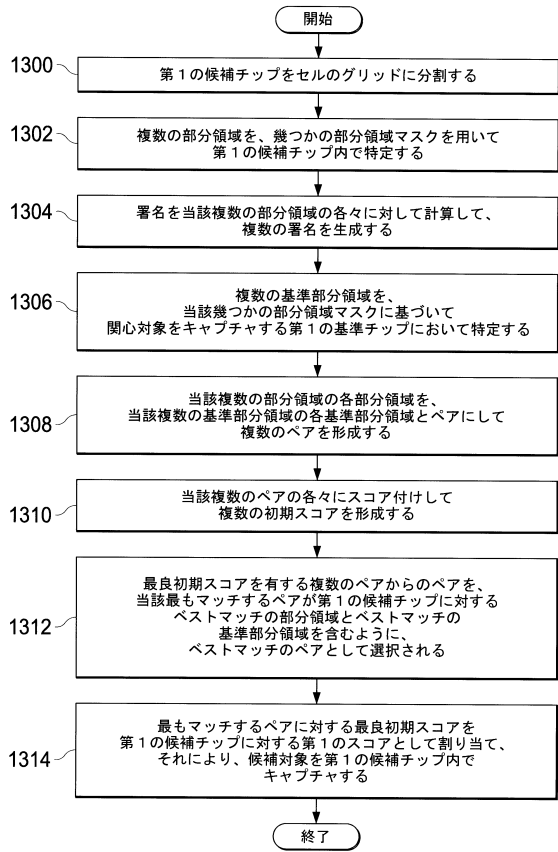 開始
1300
第１の候補チップをセルのグリッドに分割する
1302
複数の部分領域を、幾つかの部分領域マスクを用いて
第１の候補チップ内で特定する
1304
署名を当該複数の部分領域の各々に対して計算して、
複数の署名を生成する
1306
複数の基準部分領域を、
当該幾つかの部分領域マスクに基づいて
関心対象をキャプチャする第１の基準チップにおいて特定する
1308
当該複数の部分領域の各部分領域を、
当該複数の基準部分領域の各基準部分領域とペアにして
複数のペアを形成する
1310
当該複数のペアの各々にスコア付けして
複数の初期スコアを形成する
1312
最良初期スコアを有する複数のペアからのペアを、
当該最もマッチするペアが第１の候補チップに対する
ベストマッチの部分領域とベストマッチの
基準部分領域を含むように、
ベストマッチのペアとして選択される
1314
最もマッチするペアに対する最良初期スコアを
第１の候補チップに対する第１のスコアとして割り当て、
それにより、候補対象を第１の候補チップ内で
キャプチャする
終了